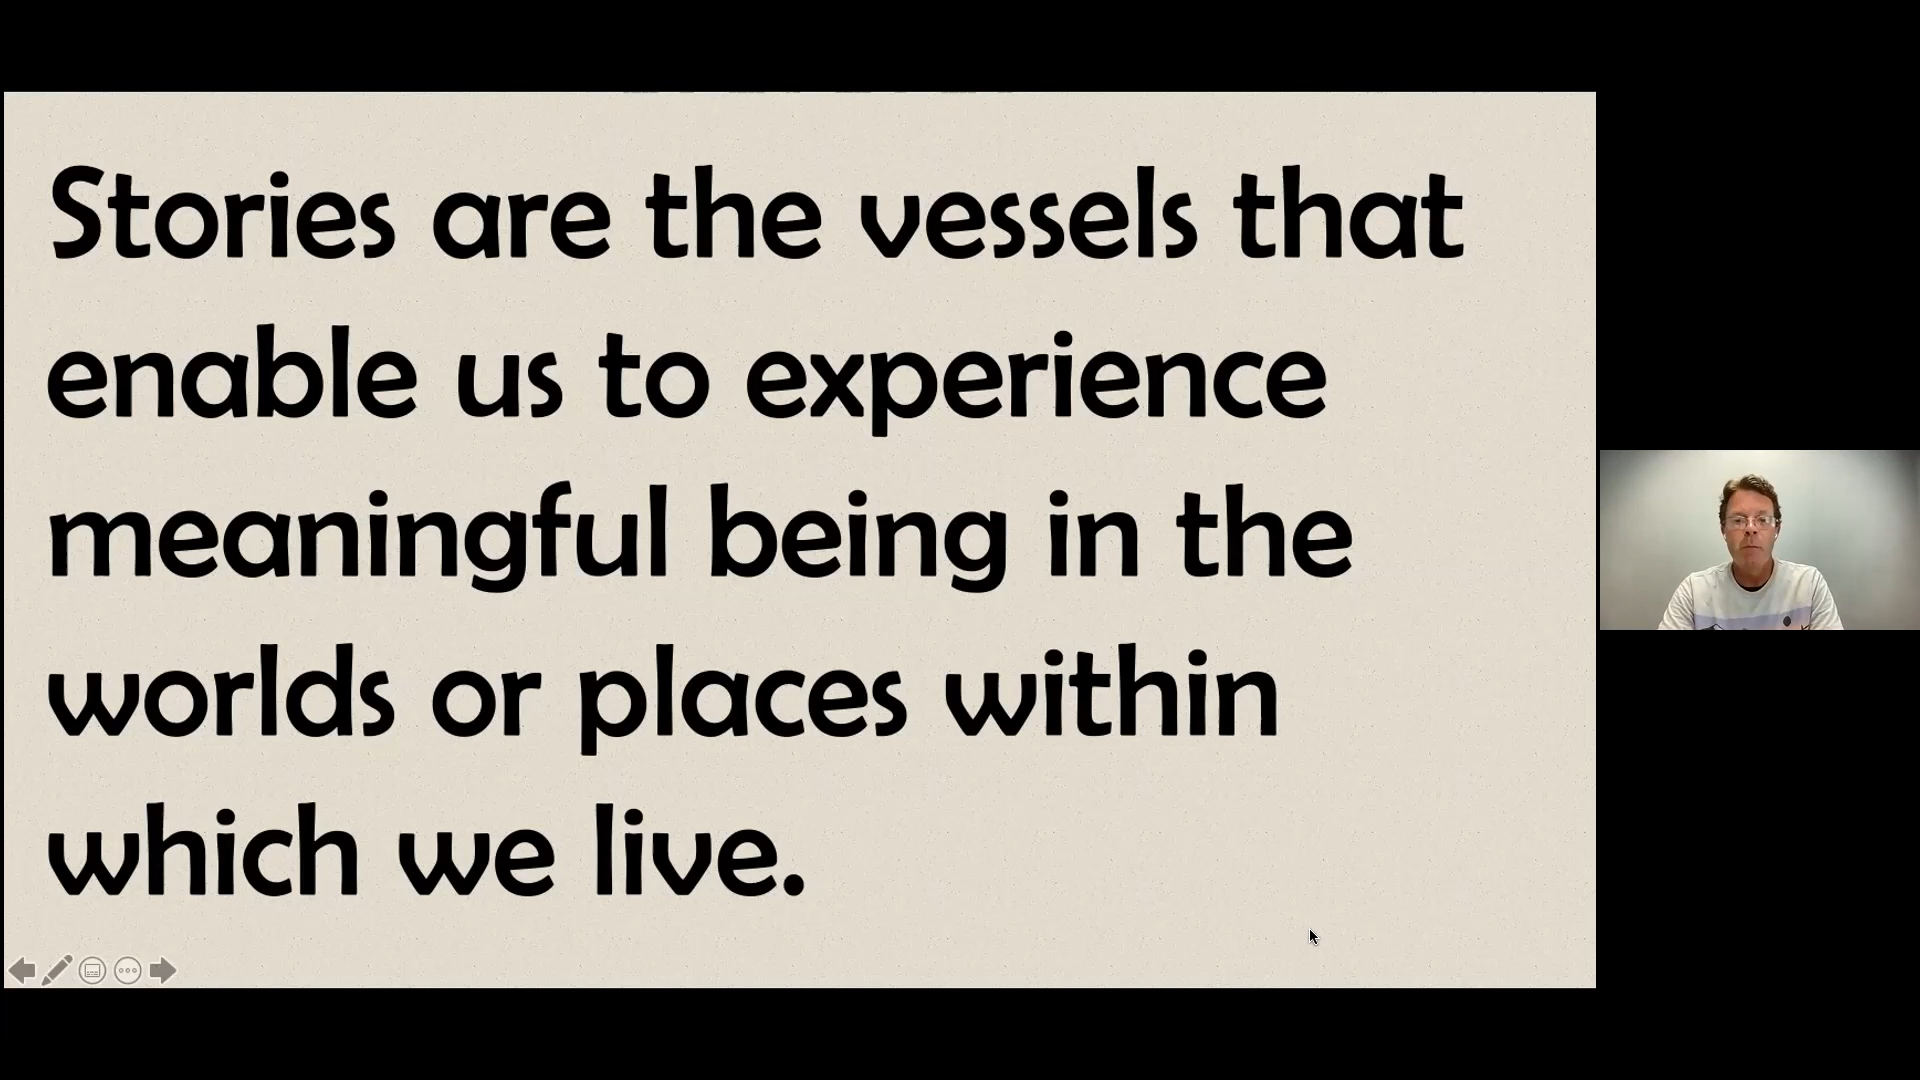 Stories are the vessels that
enable us to experience
meaningful being in the
worlds or places within
which we live.